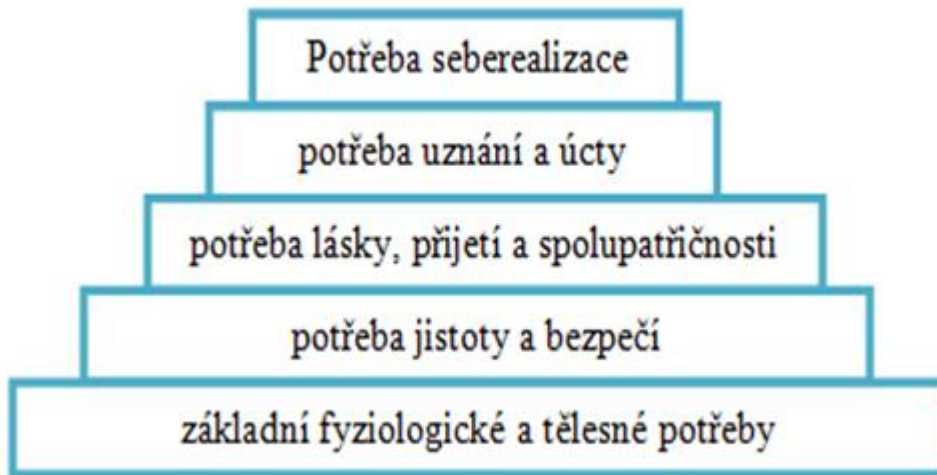 Potřeba seberealizace
potřeba uznání a úcty
potřeba lásky, přijetí a spolupatřičnosti
potřeba jistoty a bezpečí
základní fyziologické a tělesné potřeby